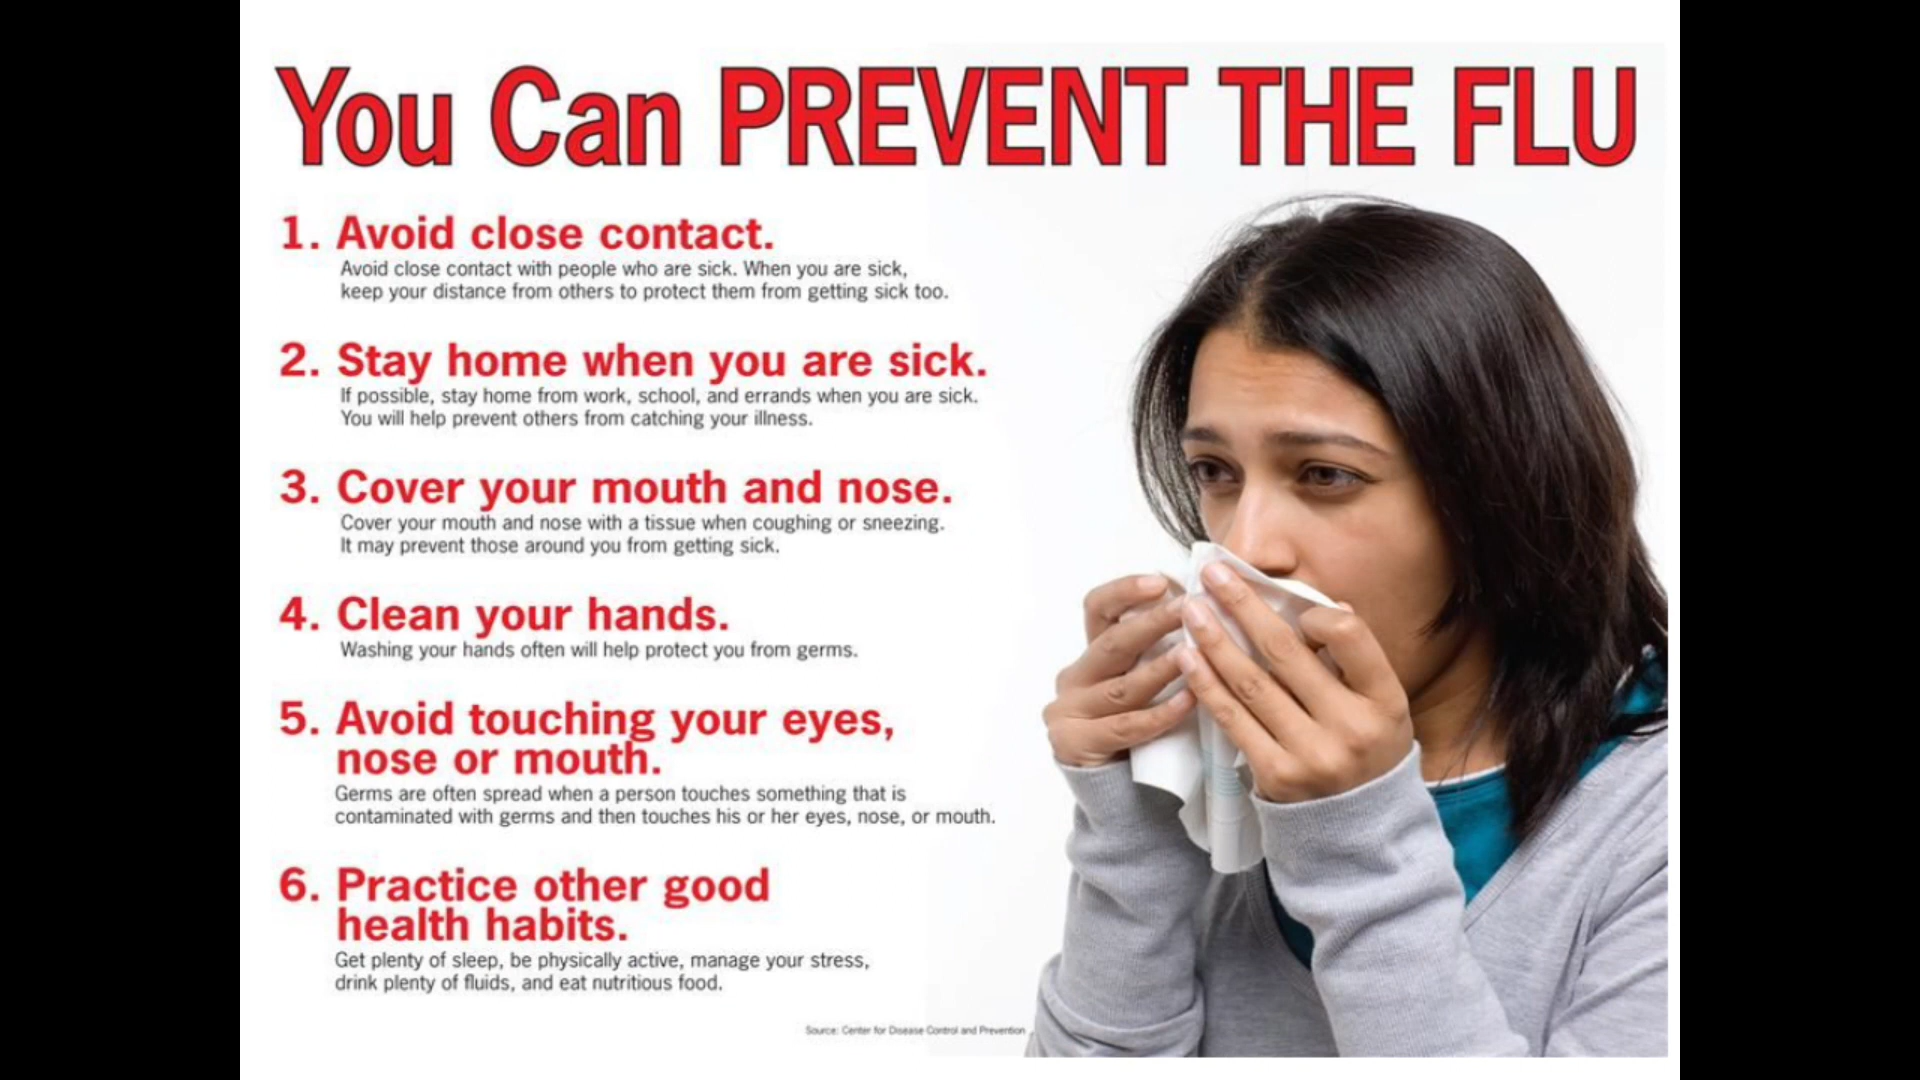 You Can PREVENT THE FLU
1. Avoid close contact.
Avoid close contact with people who are sick. When you are sick,
keep your distance from others to protect them from getting sick too.
2. Stay home when you are sick.
If possible, stay home from work, school, and errands when you are sick.
You will help prevent others from catching your illness.
3. Cover your mouth and nose.
Cover your mouth and nose with a tissue when coughing or sneezing.
It may prevent those around you from getting sick.
4. Clean your hands.
Washing your hands often will help protect you from germs.
5. Avoid touching your eyes,
nose or mouth.
Germs are often spread when a person touches something that is
contaminated with germs and then touches his or her eyes, nose, or mouth.
6. Practice other good
health habits.
Get plenty of sleep, be physically active, manage your stress,
drink plenty of fluids, and eat nutritious food.
Source: Center for Disease Control and Prevention